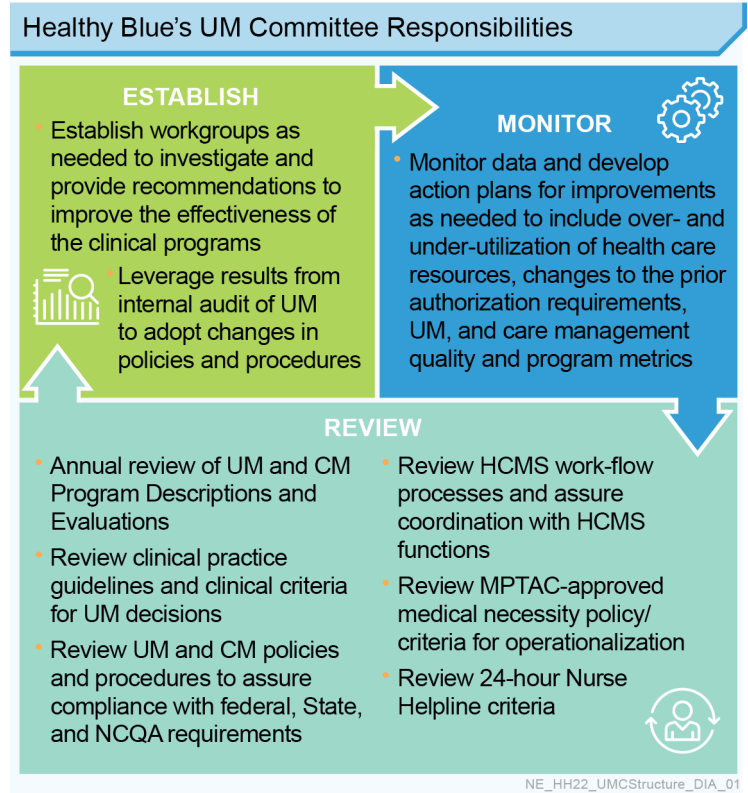 Healthy Blue’s UM Committee Responsibilities
ESTABLISH
• Establish workgroups as
needed to investigate and
provide recommendations to
improve the effectiveness of
the clinical programs
• Leverage results from
internal audit of UM
to adopt changes in
policies and procedures
MONITOR
• Monitor data and develop
action plans for improvements
as needed to include over- and
under-utilization of health care
resources, changes to the prior
authorization requirements,
UM, and care management
quality and program metrics
REVIEW
• Annual review of UM and CM
Program Descriptions and
Evaluations
• Review clinical practice
guidelines and clinical criteria
for UM decisions
• Review UM and CM policies
and procedures to assure
compliance with federal, State,
and NCQA requirements
• Review HCMS work-flow
processes and assure
coordination with HCMS
functions
• Review MPTAC-approved
medical necessity policy/
criteria for operationalization
• Review 24-hour Nurse
Helpline criteria
NE_HH22_UMCStructure_DIA_01